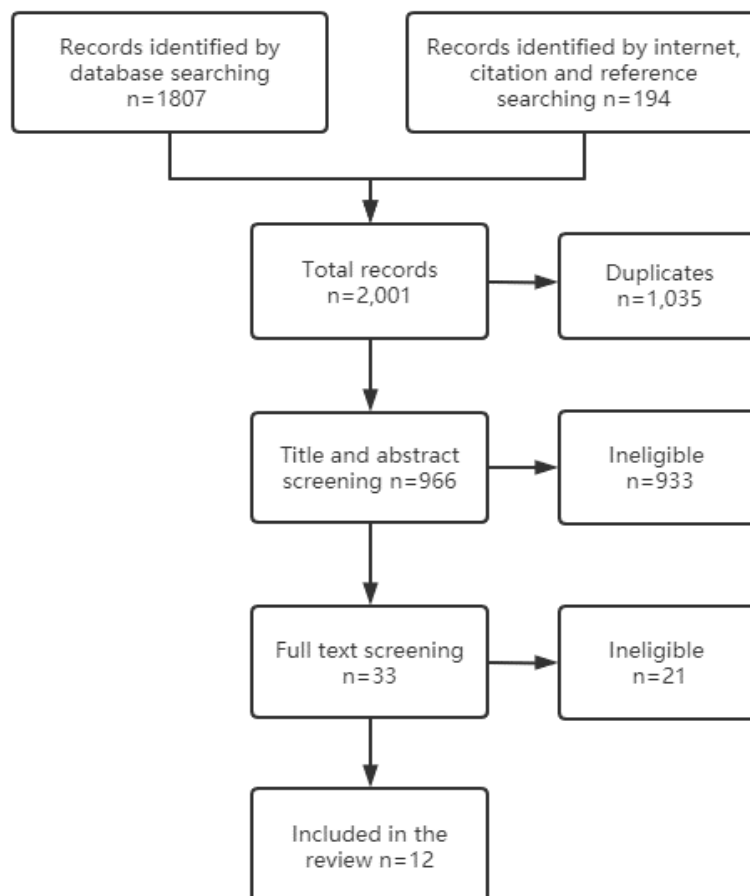 Records identified by
database searching
n=1807
Records identified by internet,
citation and reference
searching n=194
Total records
n=2,001
Duplicates
n=1,035
Title and abstract
screening n=966
Ineligible
n=933
Full text screening
n=33
Ineligible
n=21
Included in the
review n=12